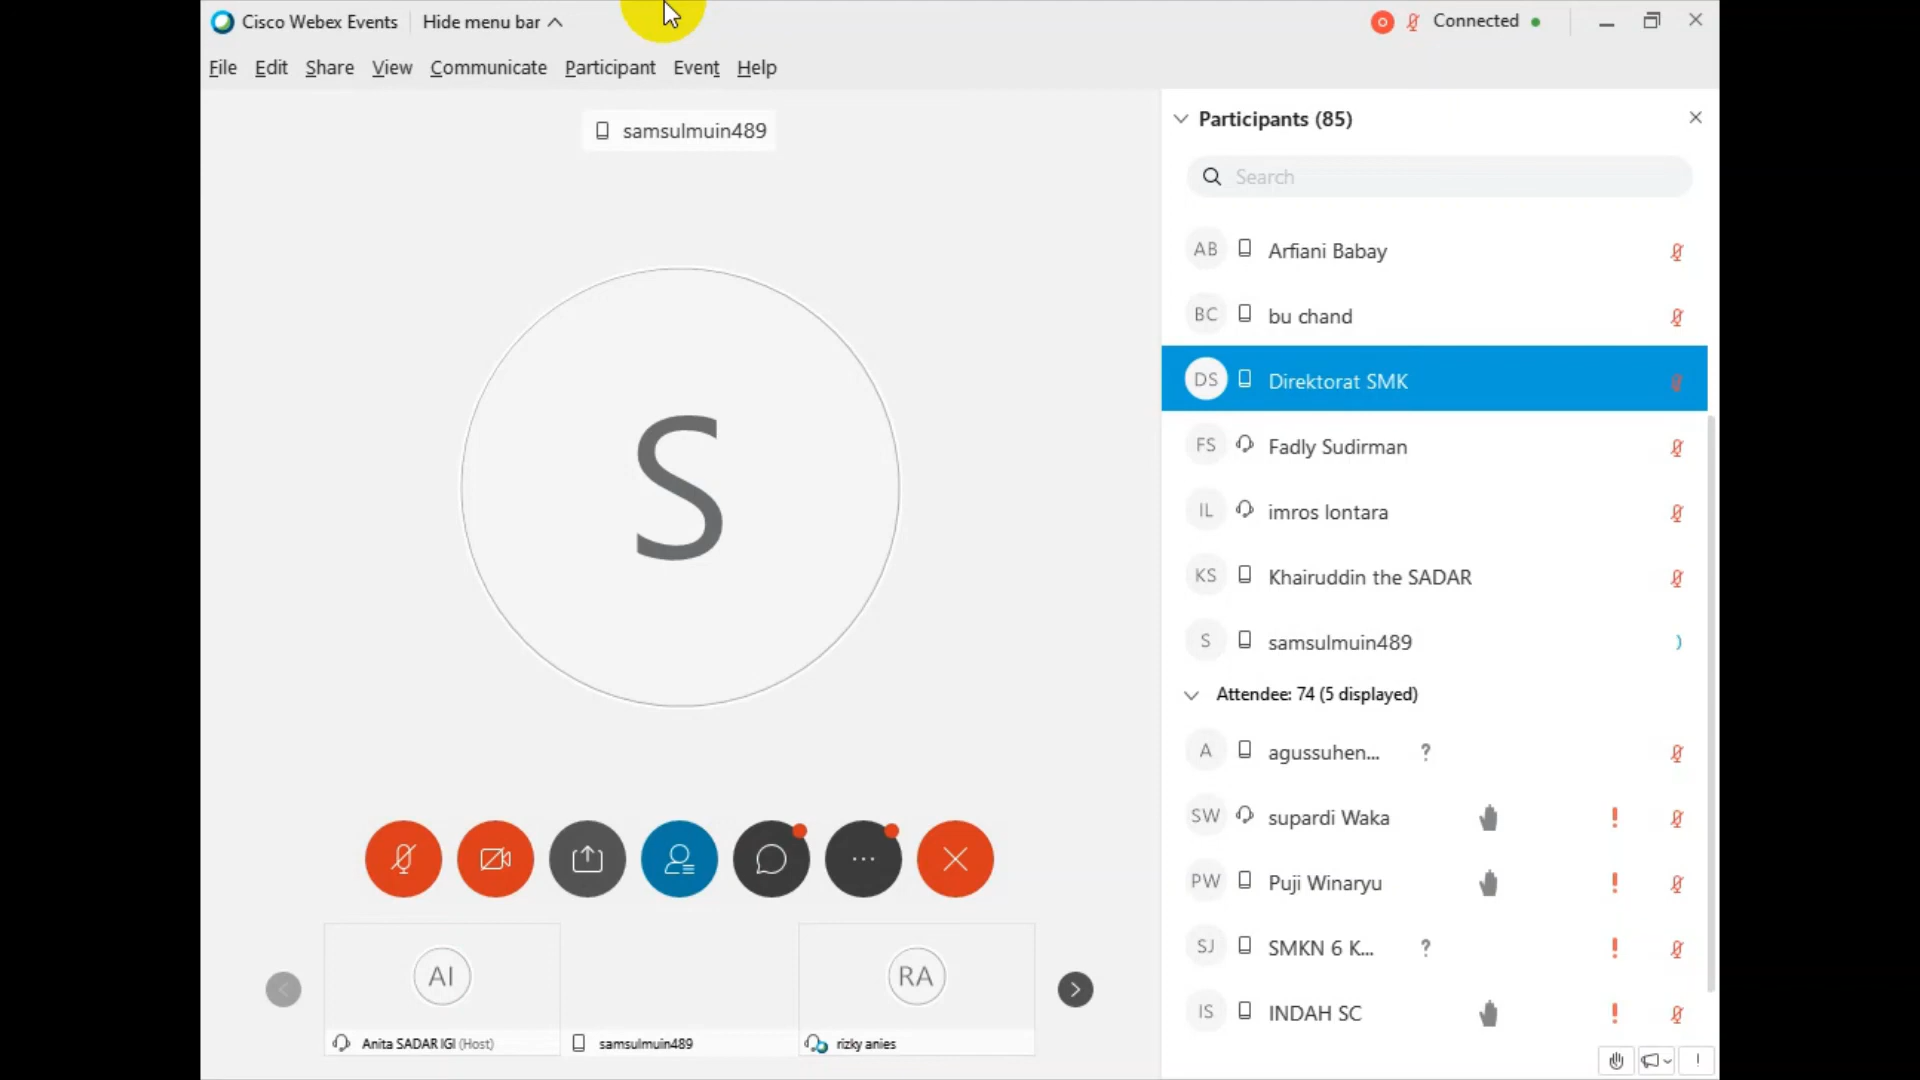 Cisco Webex Events
Hide menu bar
Connected
File Edit Share View Communicate Participant Event Help
samsulmuin489
S
AI
Anita SADAR IGI (Host)
samsulmuin489
RA
rizky anies
Participants (85)
Search
AB Arfiani Babay
BC bu chand
DS Direktorat SMK
FS Fadly Sudirman
IL imros lontara
KS Khairuddin the SADAR
S samsulmuin489
Attendee: 74 (5 displayed)
A agussuhen... ?
SW supardi Waka !
PW Puji Winaryu !
SJ SMKN 6 K... ? !
IS INDAH SC !
!